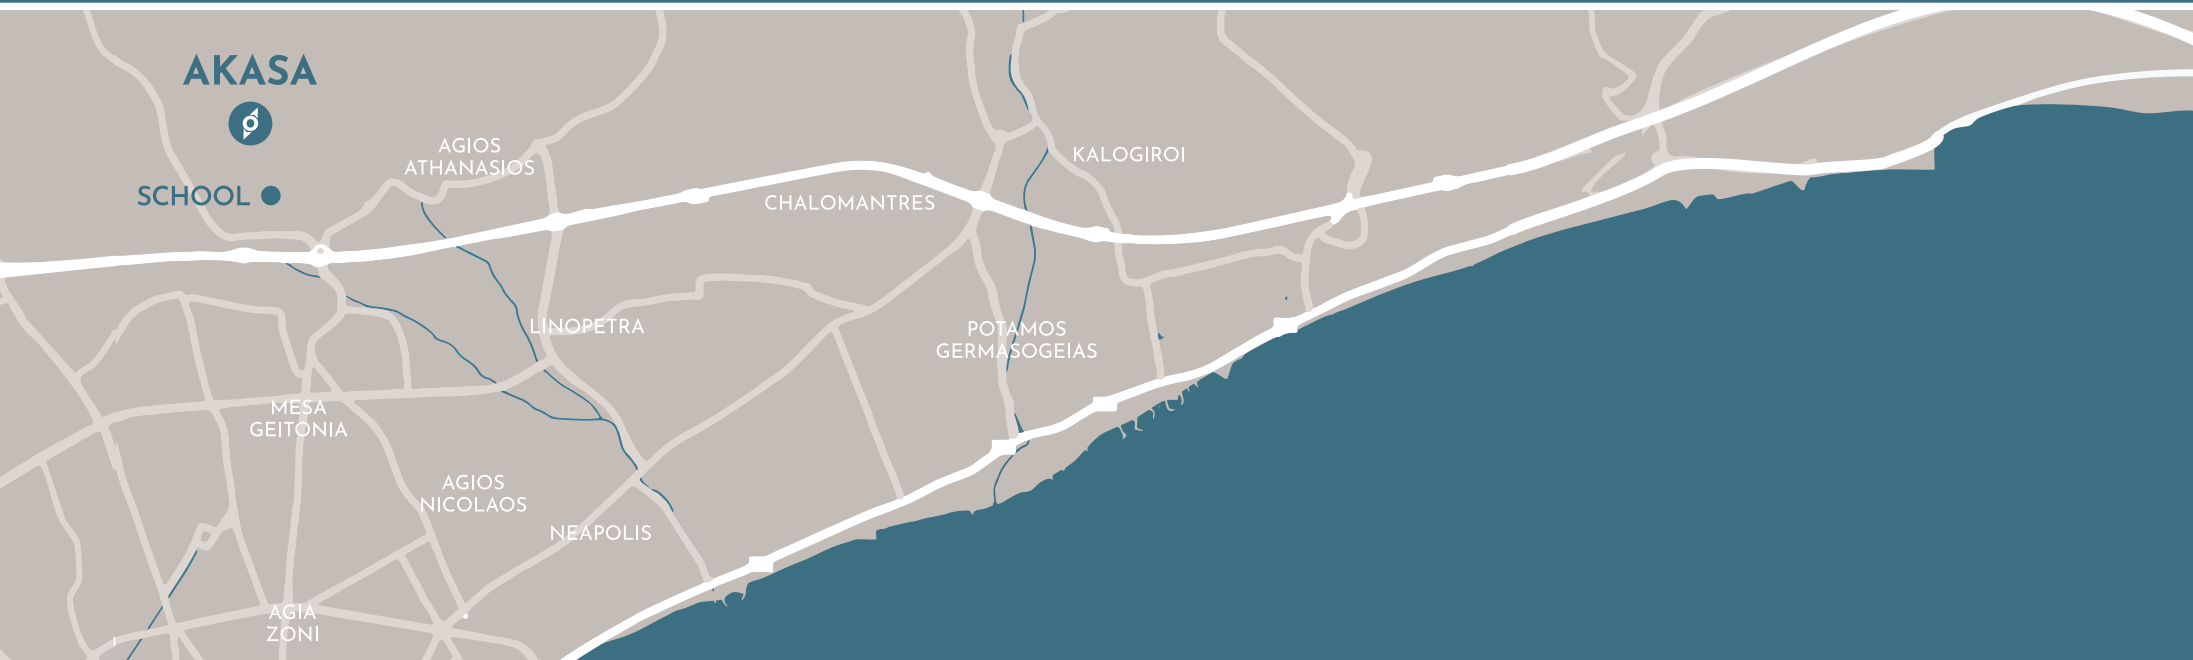 AKASA
AGIOS
ATHANASIOS
KALOGIROI
SCHOOL
CHALOMANTRES
LINOPETRA
POTAMOS
GERMASOGEIAS
MESA
GEITONIA
AGIOS
NICOLAOS
NEAPOLIS
AGIA
ZONI